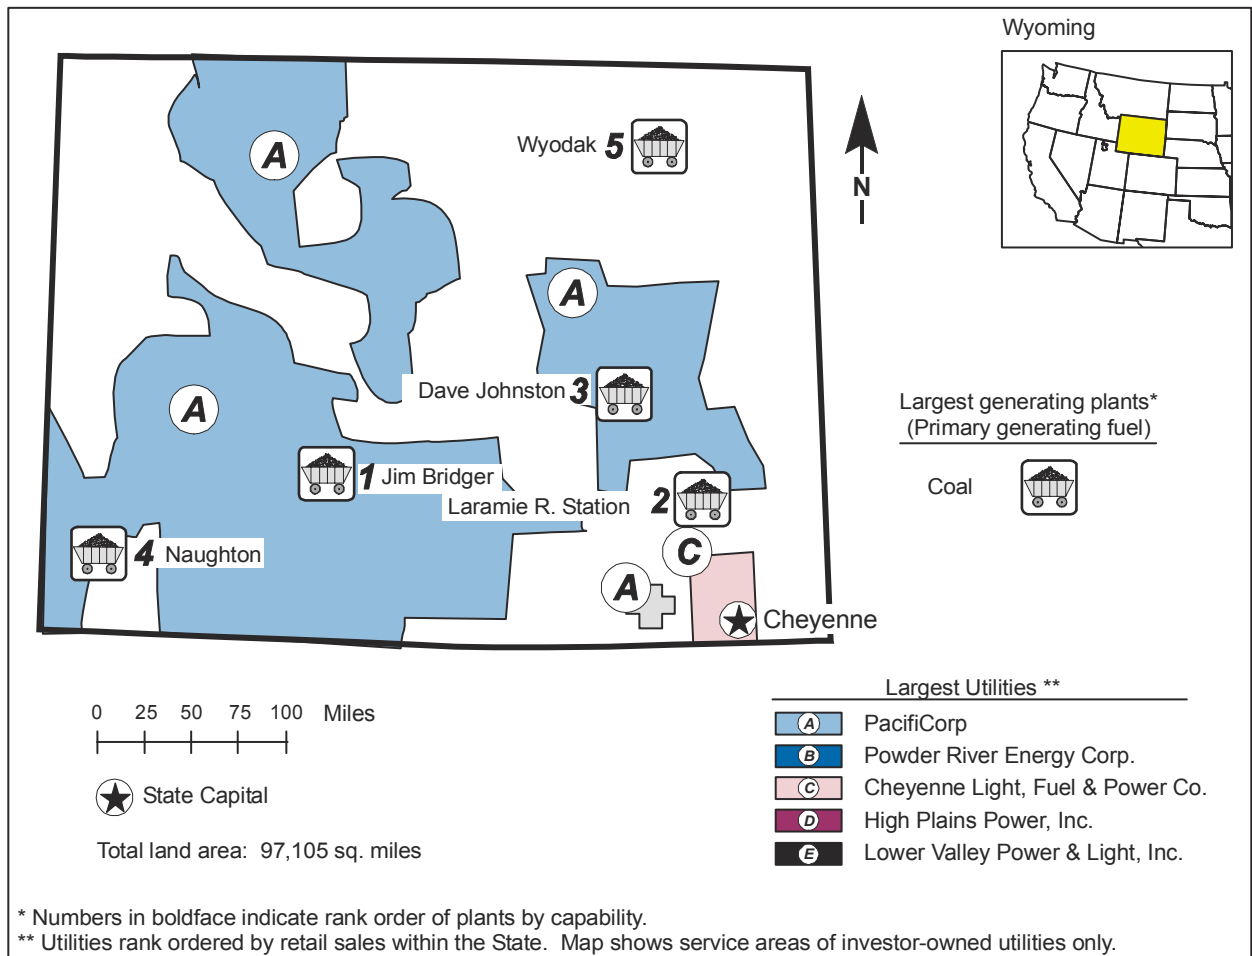 Wyoming
A
Wyodak 5
N
A
A
Dave Johnston 3
Largest generating plants*
(Primary generating fuel)
Coal
1 Jim Bridger
Laramie R. Station 2
4 Naughton
C
A
Cheyenne
0 25 50 75 100 Miles
State Capital
Total land area: 97,105 sq. miles
Largest Utilities **
A PacifiCorp
B Powder River Energy Corp.
C Cheyenne Light, Fuel & Power Co.
D High Plains Power, Inc.
E Lower Valley Power & Light, Inc.
* Numbers in boldface indicate rank order of plants by capability.
** Utilities rank ordered by retail sales within the State. Map shows service areas of investor-owned utilities only.